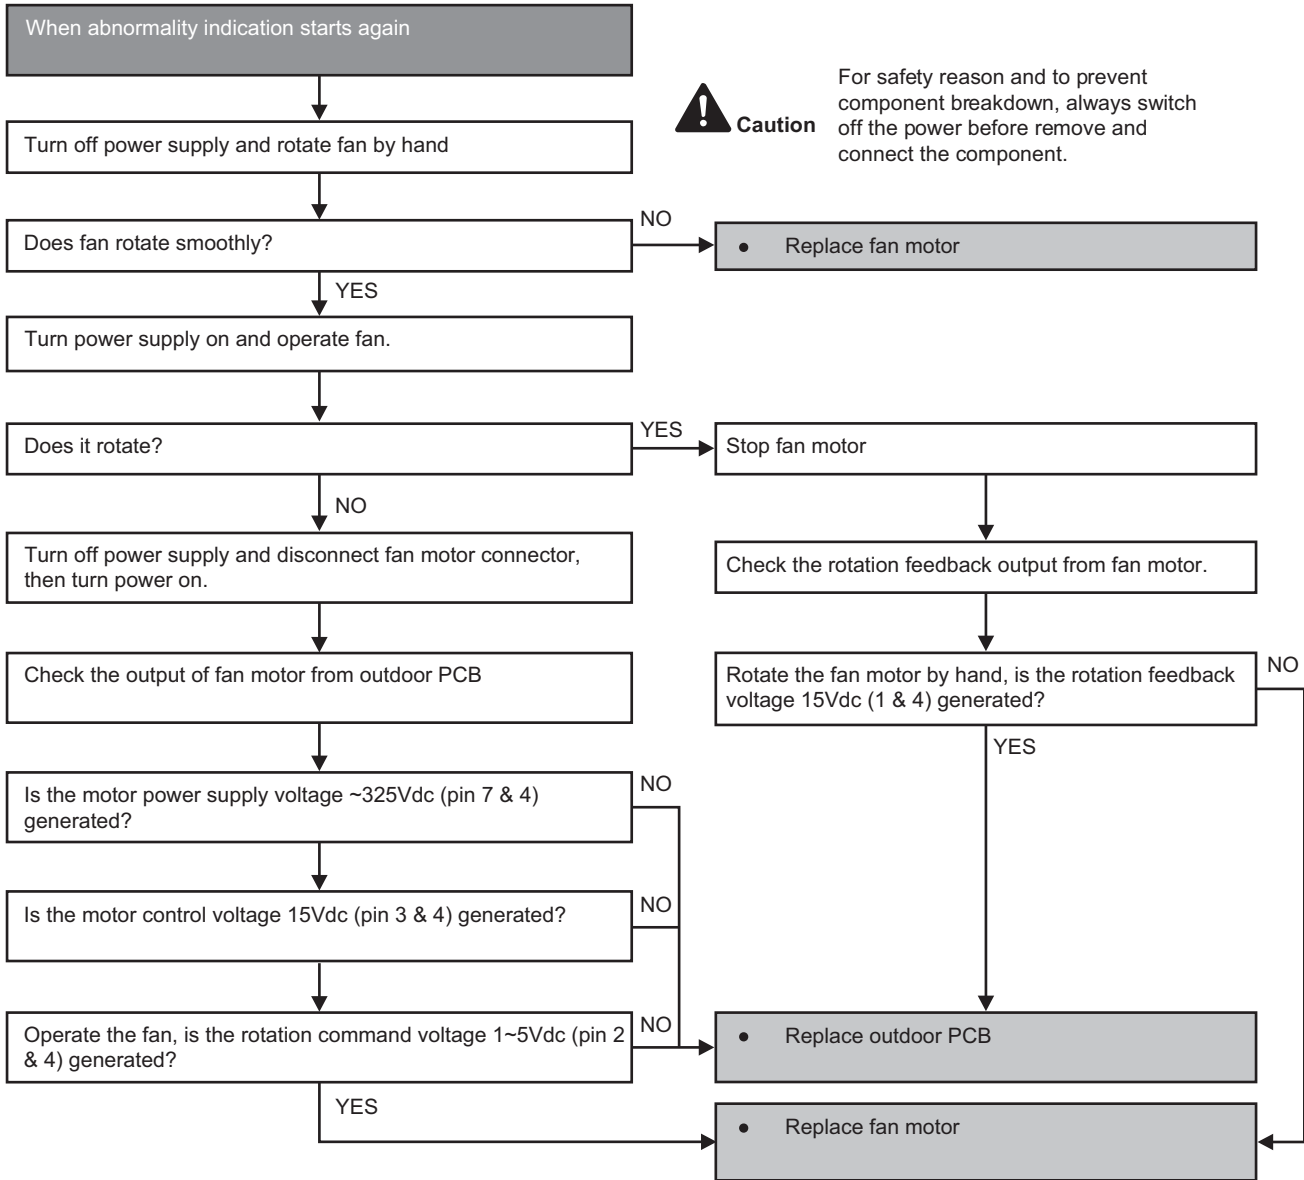 When abnormality indication starts again
For safety reason and to prevent
component breakdown, always switch
off the power before remove and
connect the component.
Caution
Turn off power supply and rotate fan by hand
Does fan rotate smoothly?
NO
● Replace fan motor
YES
Turn power supply on and operate fan.
Does it rotate?
YES
Stop fan motor
NO
Turn off power supply and disconnect fan motor connector,
then turn power on.
Check the rotation feedback output from fan motor.
Check the output of fan motor from outdoor PCB
Rotate the fan motor by hand, is the rotation feedback
voltage 15Vdc (1 & 4) generated?
NO
YES
Is the motor power supply voltage ~325Vdc (pin 7 & 4)
generated?
NO
Is the motor control voltage 15Vdc (pin 3 & 4) generated?
NO
Operate the fan, is the rotation command voltage 1~5Vdc (pin 2
& 4) generated?
NO
● Replace outdoor PCB
YES
● Replace fan motor